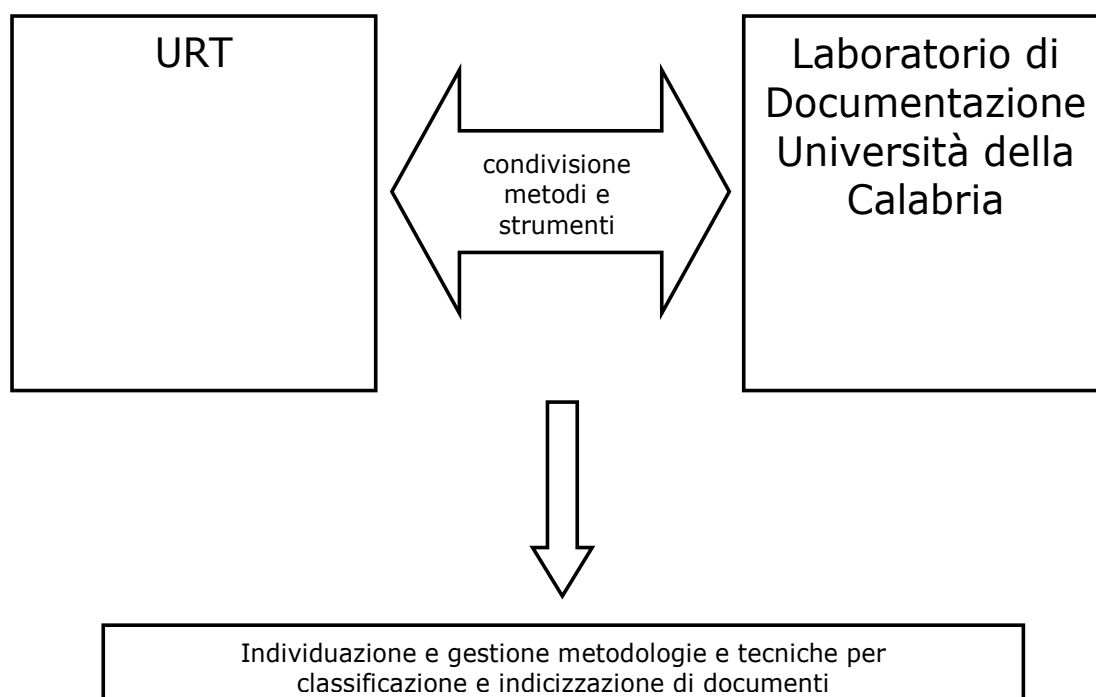 URT
condivisione
metodi e
strumenti
Laboratorio di
Documentazione
Università della
Calabria
Individuazione e gestione metodologie e tecniche per
classificazione e indicizzazione di documenti